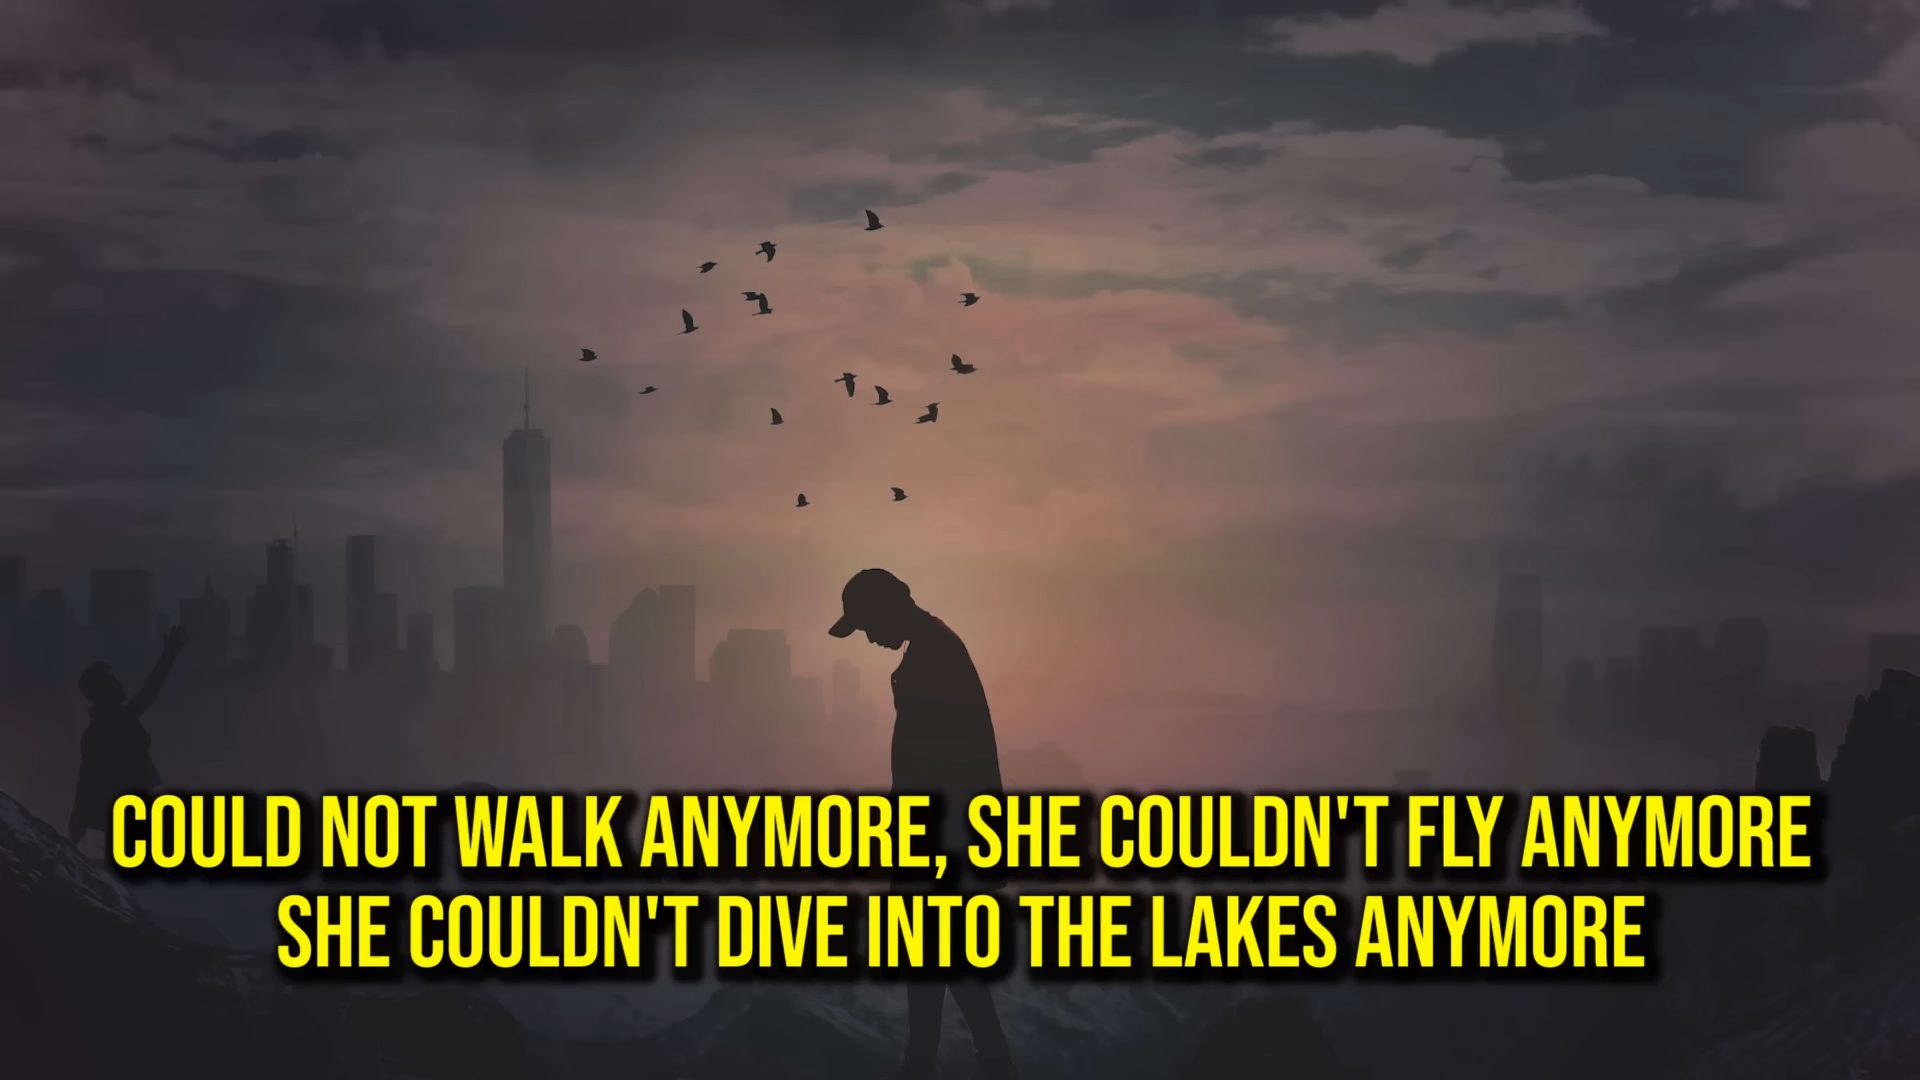 COULD NOT WALK ANYMORE, SHE COULDN'T FLY ANYMORE
SHE COULDN'T DIVE INTO THE LAKES ANYMORE